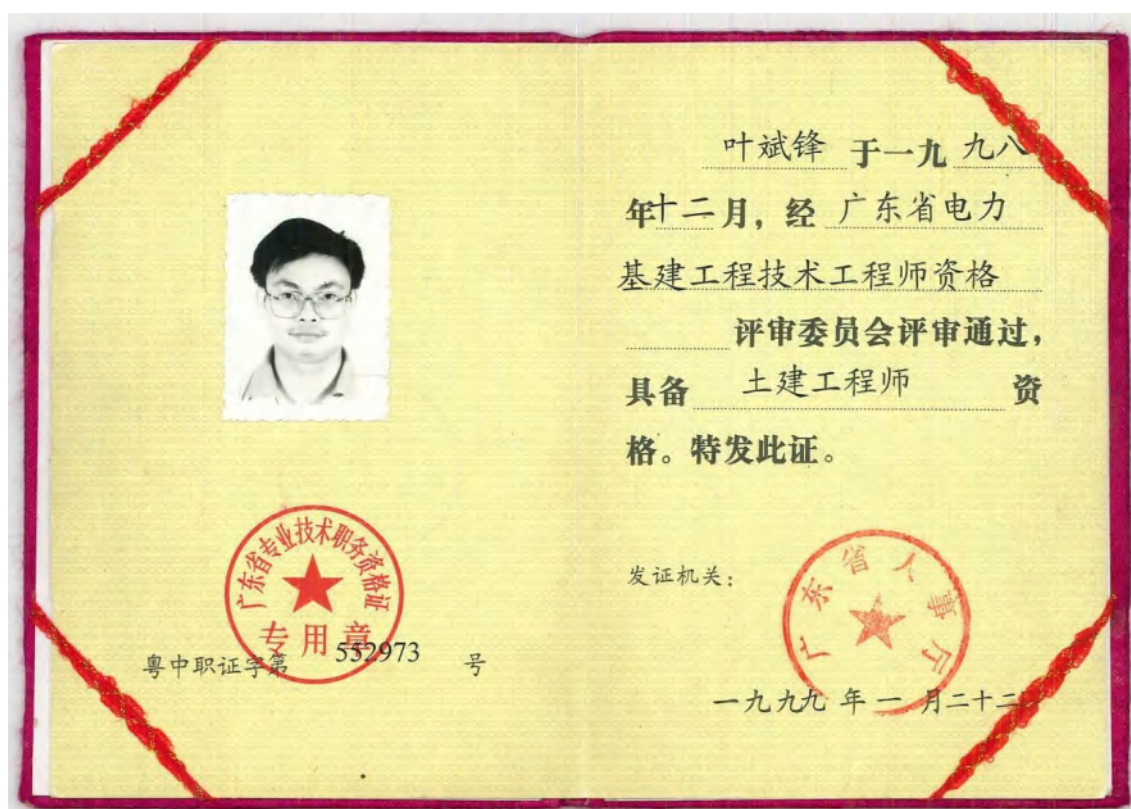 广东省专业技术职务资格证
专用章
粤中职证字第 552973 号
叶斌锋 于一九 九八
年十二月，经 广东省电力
基建工程技术工程师资格
评审委员会评审通过，
具备 土建工程师 资
格。特发此证。
发证机关：
广东省人事厅
一九九九年一月二十二